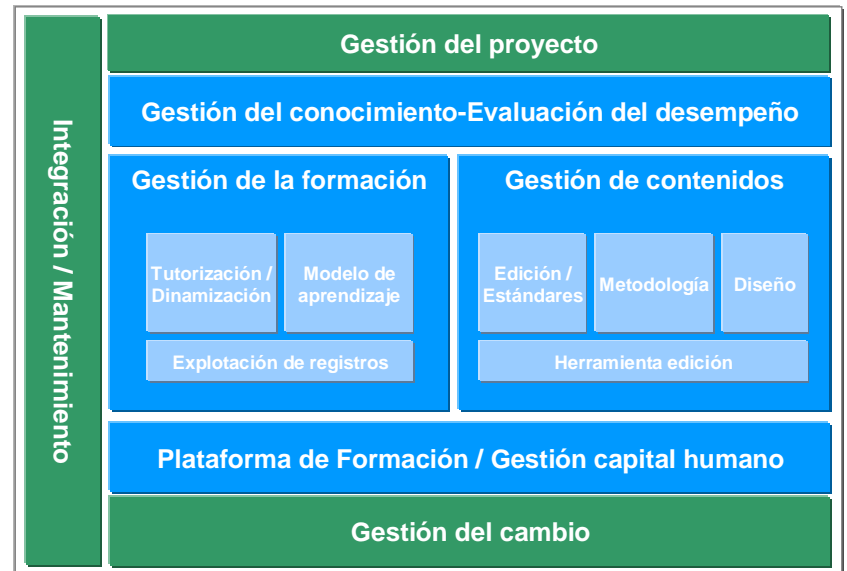 Integración / Mantenimiento
Gestión del proyecto
Gestión del conocimiento-Evaluación del desempeño
Gestión de la formación
Tutorización /
Dinamización
Modelo de
aprendizaje
Explotación de registros
Gestión de contenidos
Edición /
Estándares
Metodología
Diseño
Herramienta edición
Plataforma de Formación / Gestión capital humano
Gestión del cambio